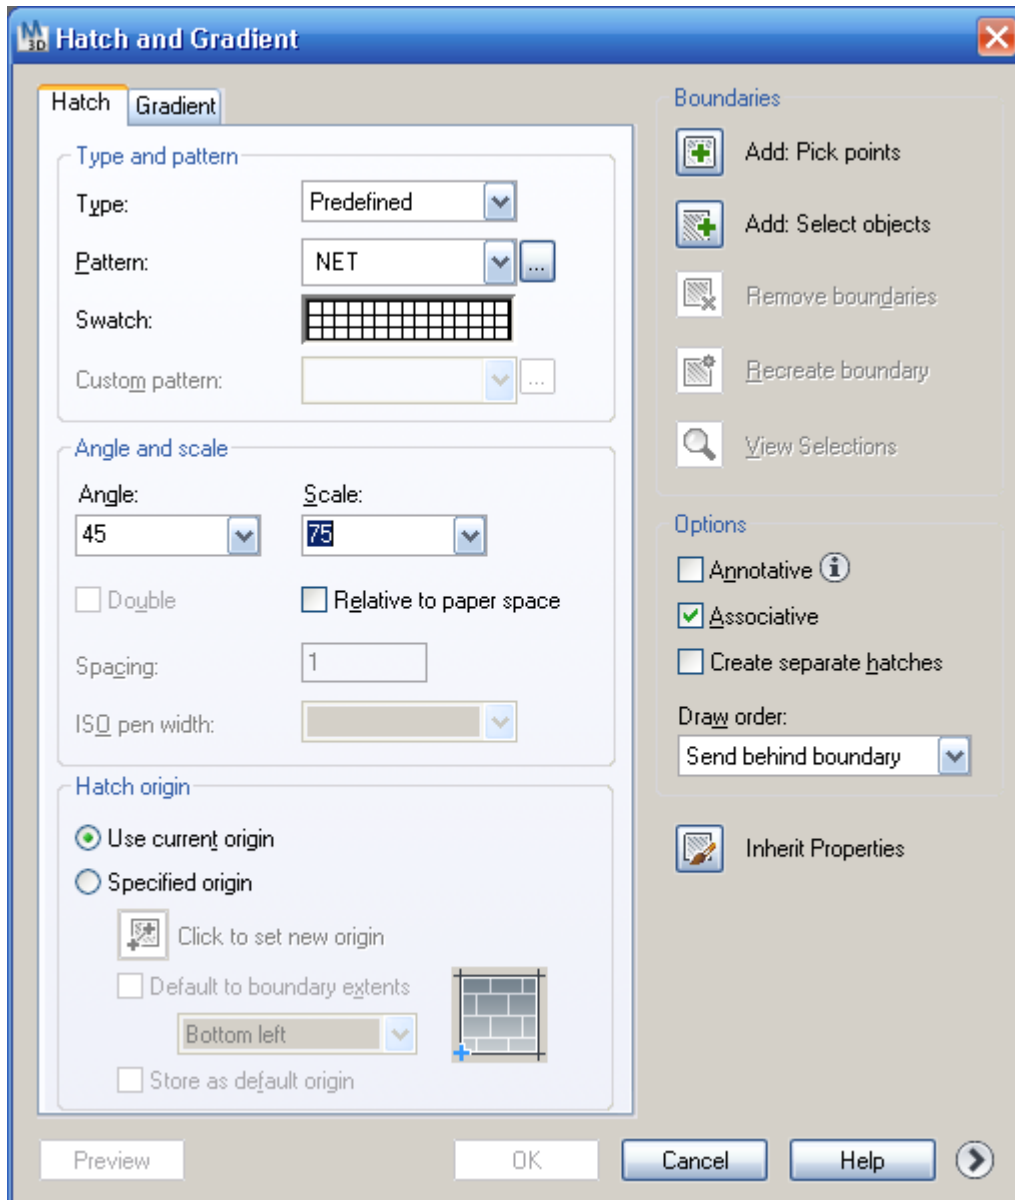 M 3D Hatch and Gradient
Hatch Gradient
Type and pattern
Type: Predefined
Pattern: NET ...
Swatch:
Custom pattern: ...
Angle and scale
Angle: Scale:
45 75
Double Relative to paper space
Spacing: 1
ISO pen width:
Hatch origin
Use current origin
Specified origin
Click to set new origin
Default to boundary extents
Bottom left
Store as default origin
Boundaries
Add: Pick points
Add: Select objects
Remove boundaries
Recreate boundary
View Selections
Options
Annotative i
Associative
Create separate hatches
Draw order:
Send behind boundary
Inherit Properties
Preview OK Cancel Help